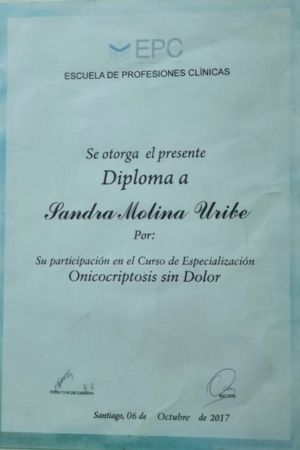 EPC
ESCUELA DE PROFESIONES CLÍNICAS
Se otorga el presente
Diploma a
Sandra Molina Uribe
Por:
Su participación en el Curso de Especialización
Onicocriptosis sin Dolor
DIRECTOR DE CARRERA
RECTOR
Santiago, 06 de Octubre de 2017